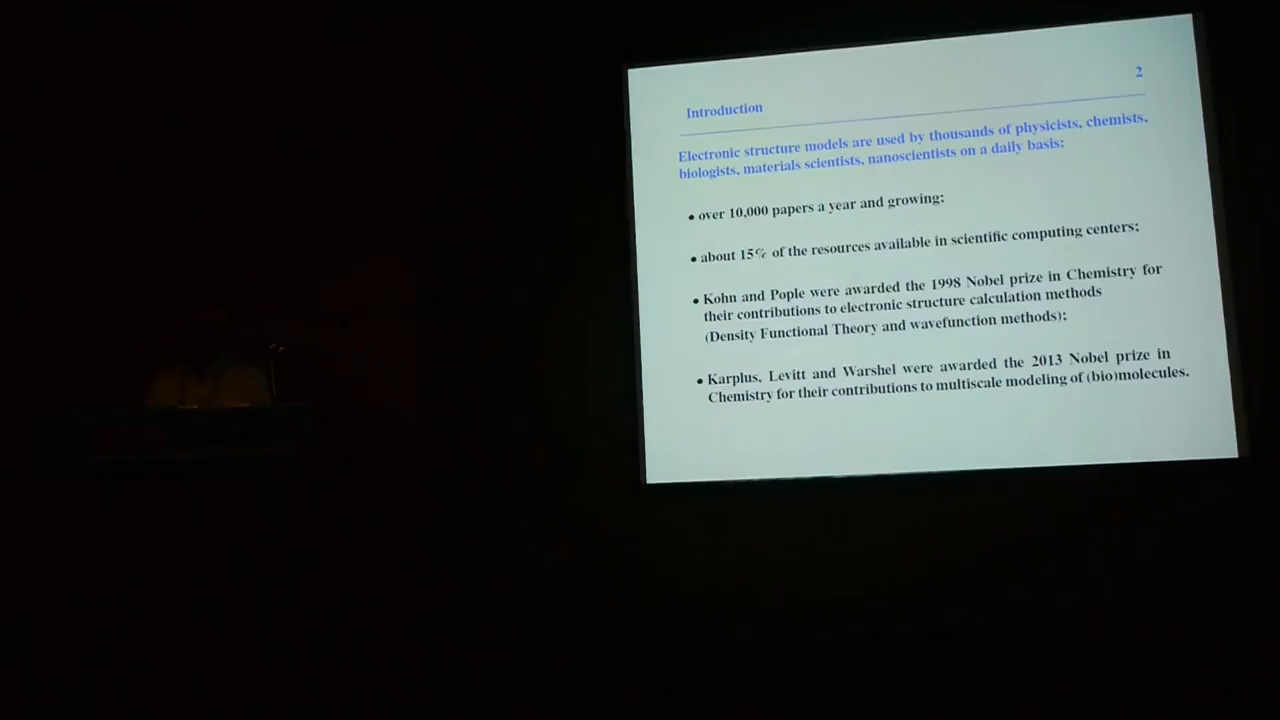 2
Introduction
Electronic structure models are used by thousands of physicists, chemists,
biologists, materials scientists, nanoscientists on a daily basis:
• over 10,000 papers a year and growing;
• about 15% of the resources available in scientific computing centers;
• Kohn and Pople were awarded the 1998 Nobel prize in Chemistry for
their contributions to electronic structure calculation methods
(Density Functional Theory and wavefunction methods);
• Karplus, Levitt and Warshel were awarded the 2013 Nobel prize in
Chemistry for their contributions to multiscale modeling of (bio)molecules.